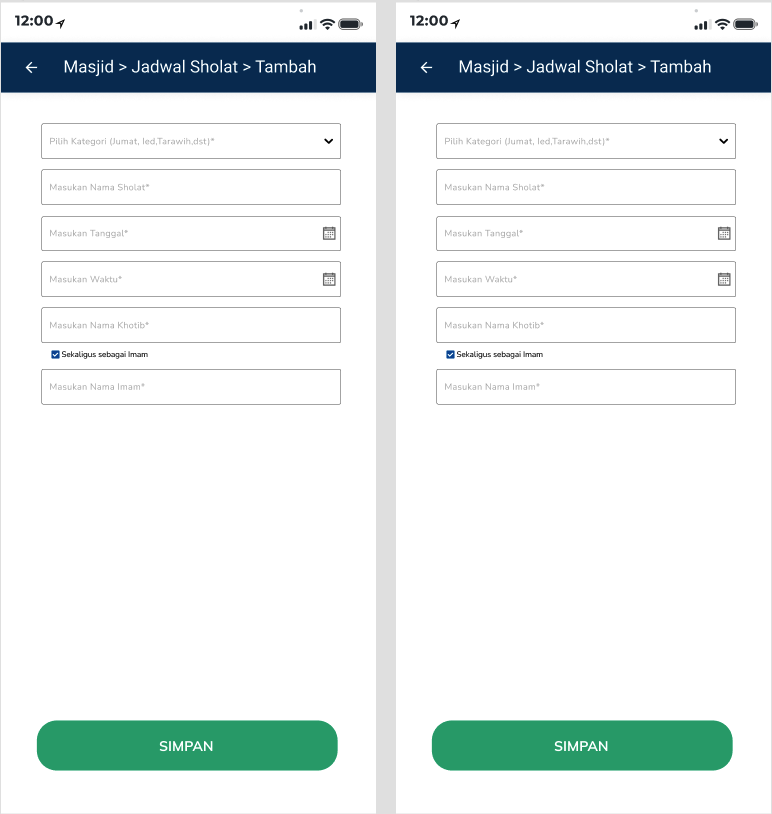 12:00
Masjid > Jadwal Sholat > Tambah
Pilih Kategori (Jumat, Ied,Tarawih,dst)*
Masukan Nama Sholat*
Masukan Tanggal*
Masukan Waktu*
Masukan Nama Khotib*
Sekaligus sebagai Imam
Masukan Nama Imam*
SIMPAN
12:00
Masjid > Jadwal Sholat > Tambah
Pilih Kategori (Jumat, Ied,Tarawih,dst)*
Masukan Nama Sholat*
Masukan Tanggal*
Masukan Waktu*
Masukan Nama Khotib*
Sekaligus sebagai Imam
Masukan Nama Imam*
SIMPAN